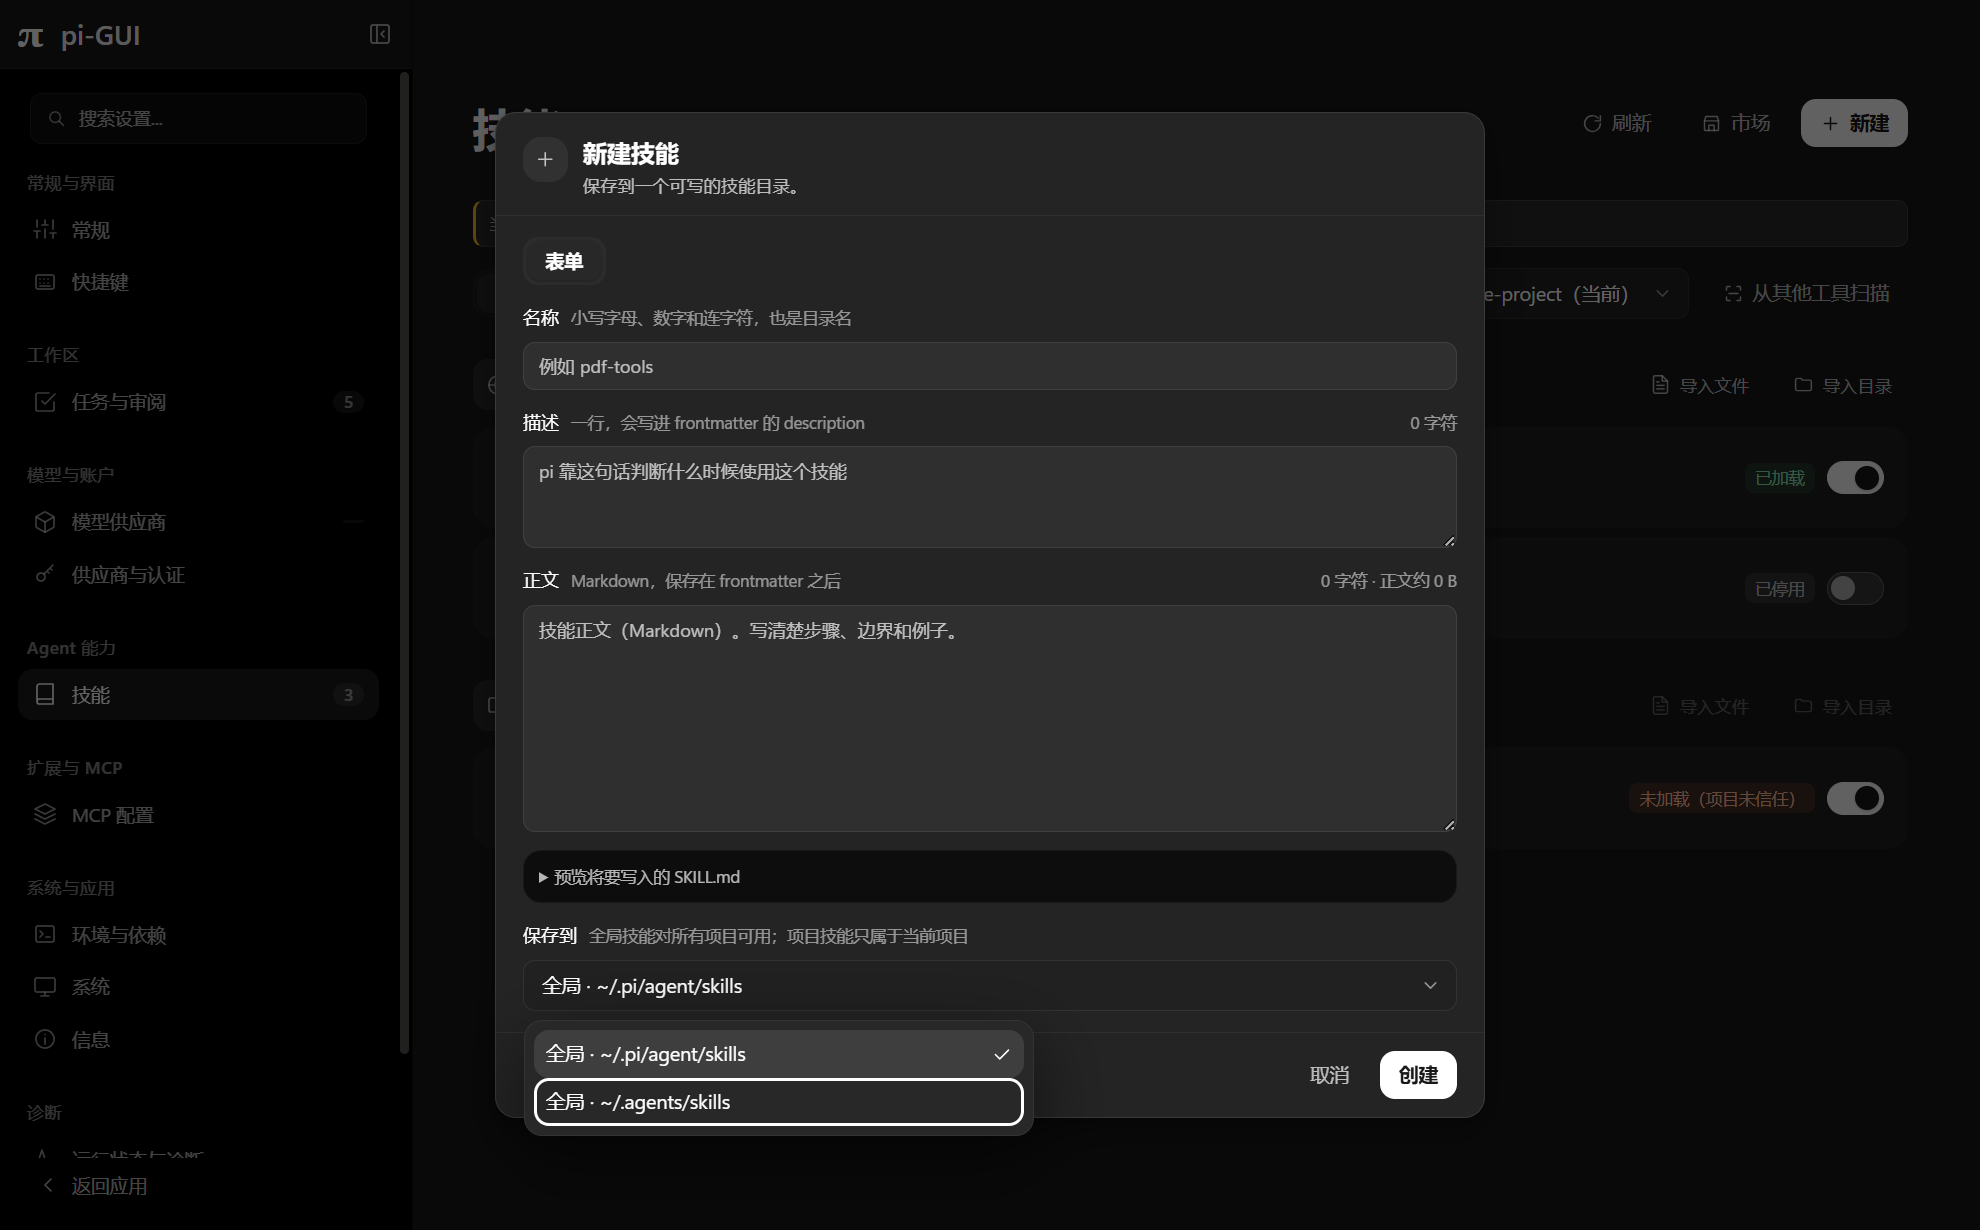 π pi-GUI
搜索设置...
常规与界面
常规
快捷键
工作区
任务与审阅 5
模型与账户
模型供应商
供应商与认证
Agent 能力
技能 3
扩展与 MCP
MCP 配置
系统与应用
环境与依赖
系统
信息
诊断
返回应用
刷新
市场
+ 新建
e-project（当前）
从其他工具扫描
导入文件
导入目录
已加载
已停用
导入文件
导入目录
未加载（项目未信任）
新建技能
保存到一个可写的技能目录。
表单
名称 小写字母、数字和连字符，也是目录名
例如 pdf-tools
描述 一行，会写进 frontmatter 的 description 0 字符
pi 靠这句话判断什么时候使用这个技能
正文 Markdown，保存在 frontmatter 之后 0 字符 · 正文约 0 B
技能正文（Markdown）。写清楚步骤、边界和例子。
▶ 预览将要写入的 SKILL.md
保存到 全局技能对所有项目可用；项目技能只属于当前项目
全局 · ~/.pi/agent/skills
全局 · ~/.pi/agent/skills
全局 · ~/.agents/skills
取消
创建